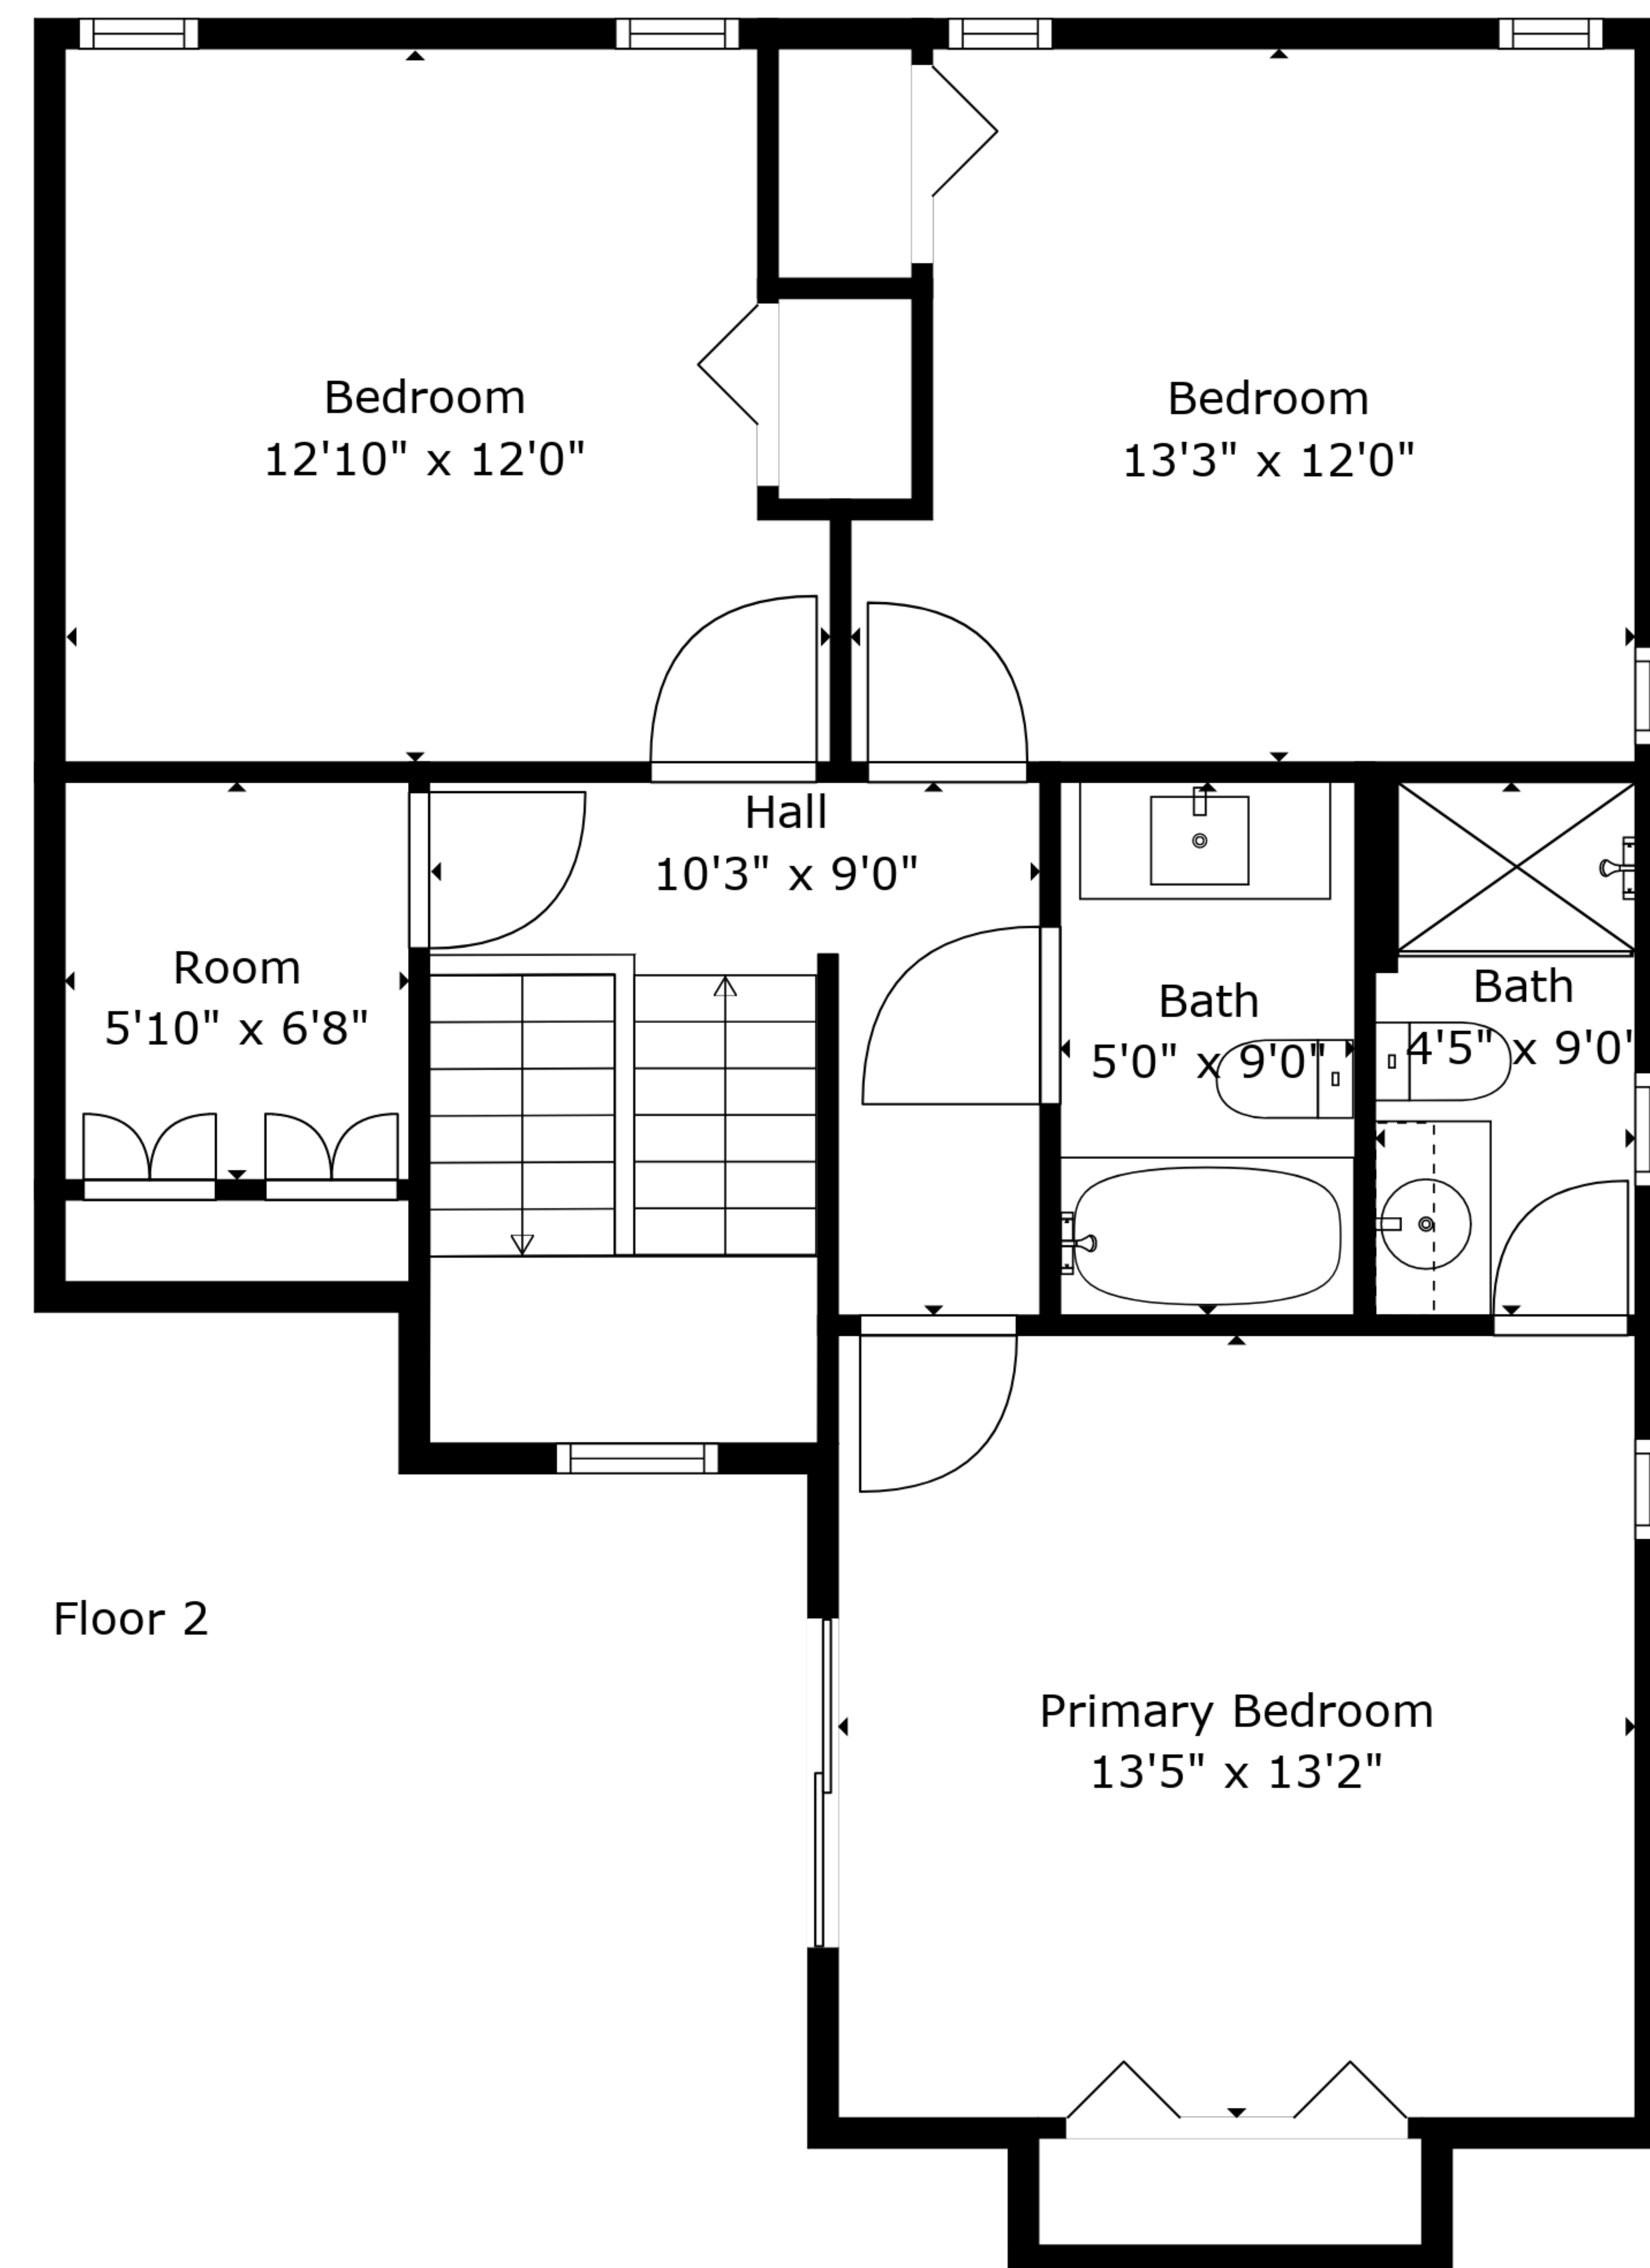 Bedroom
12'10" x 12'0"
Bedroom
13'3" x 12'0"
Hall
10'3" x 9'0"
Room
5'10" x 6'8"
Bath
5'0" x 9'0"
Bath
4'5" x 9'0'
Floor 2
Primary Bedroom
13'5" x 13'2"